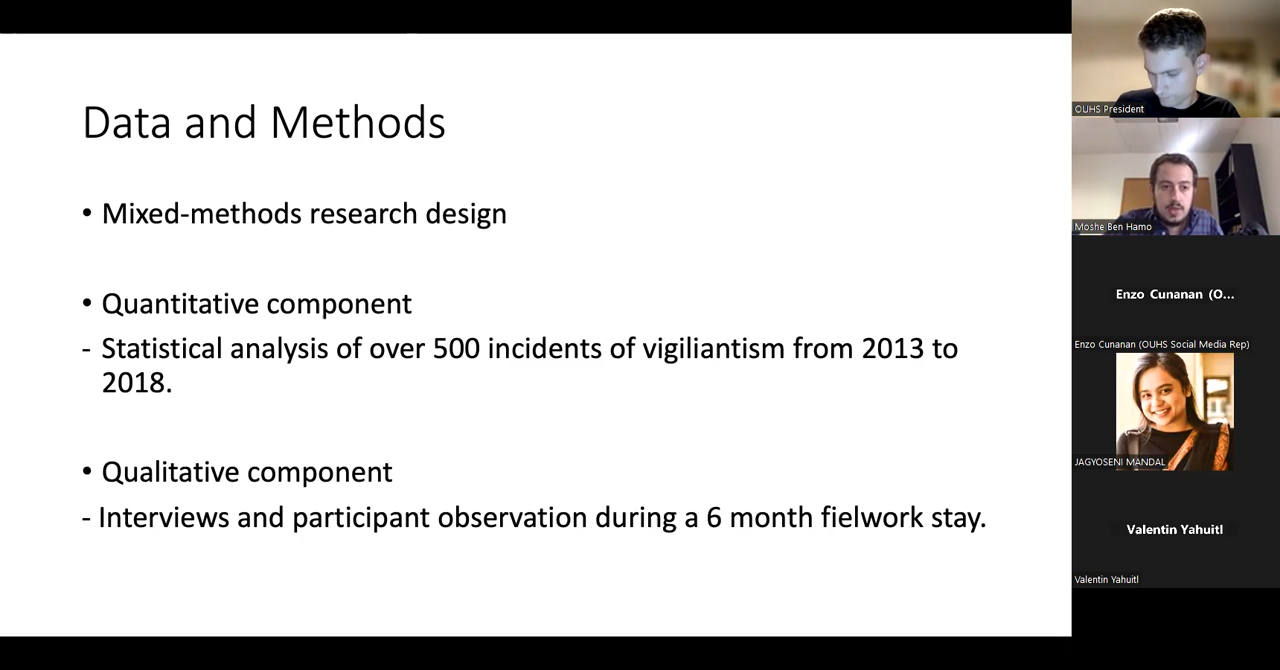 Data and Methods
• Mixed-methods research design
• Quantitative component
- Statistical analysis of over 500 incidents of vigiliantism from 2013 to
2018.
• Qualitative component
- Interviews and participant observation during a 6 month fielwork stay.
OUHS President
Moshe Ben Hamo
Enzo Cunanan (O...
Enzo Cunanan (OUHS Social Media Rep)
JAGYOSENI MANDAL
Valentin Yahuitl
Valentin Yahuitl